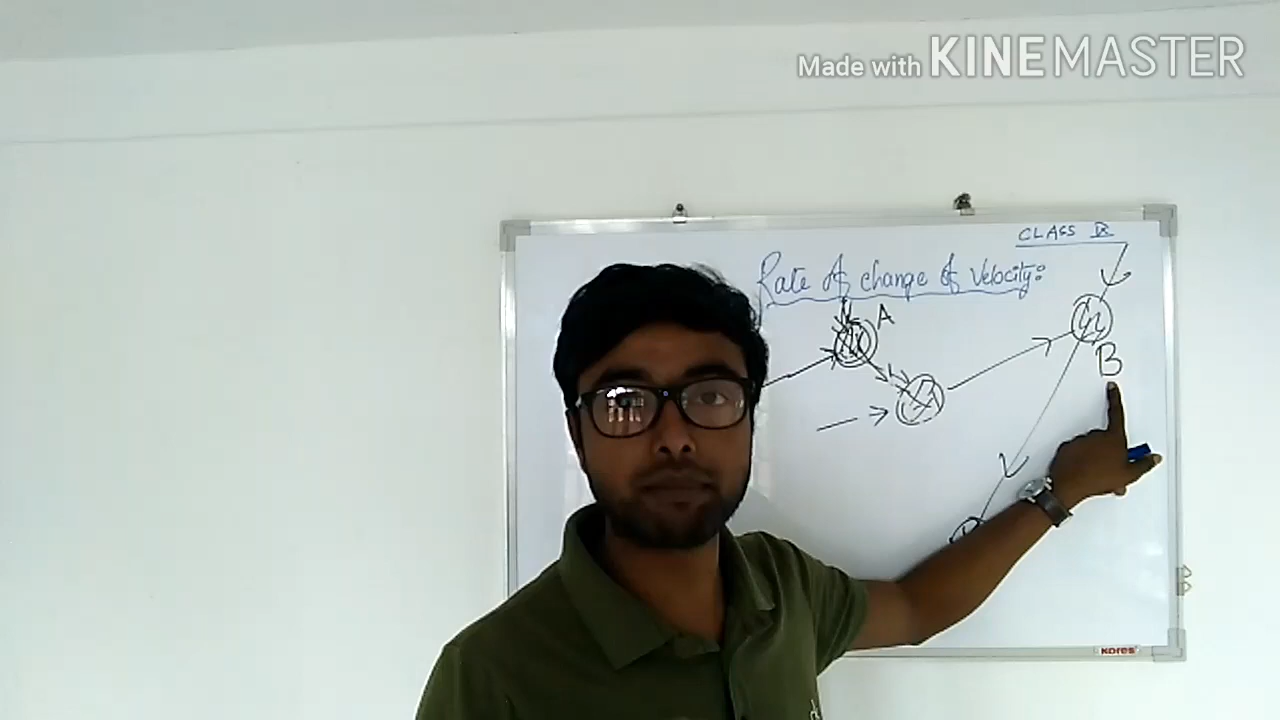 Made with KINEMASTER
CLASS IX
Rate Of change Of Velocity:
A
B
KORES